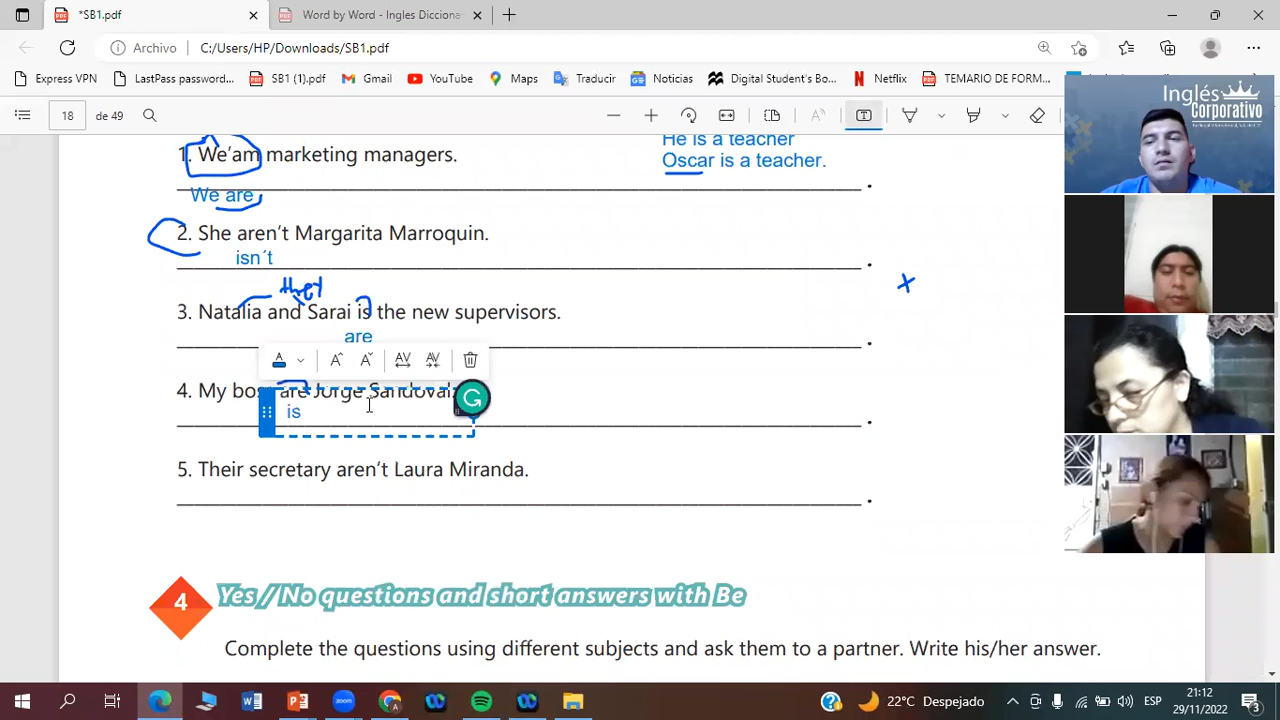 *SB1.pdf
Word by Word - Ingles Dicciona
Archivo
C:/Users/HP/Downloads/SB1.pdf
Express VPN
LastPass password...
SB1 (1).pdf
Gmail
YouTube
Maps
Traducir
Noticias
Digital Student's Bo...
Netflix
TEMARIO DE FORM...
18 de 49
Inglés
Corporativo
He is a teacher
1. We'am marketing managers.
Oscar is a teacher.
We are
2. She aren't Margarita Marroquin.
isn´t
they
3. Natalia and Sarai is the new supervisors.
are
4. My boss are Jorge Sandoval
is
5. Their secretary aren't Laura Miranda.
4 Yes / No questions and short answers with Be
Complete the questions using different subjects and ask them to a partner. Write his/her answer.
22°C Despejado
ESP
21:12
29/11/2022
3